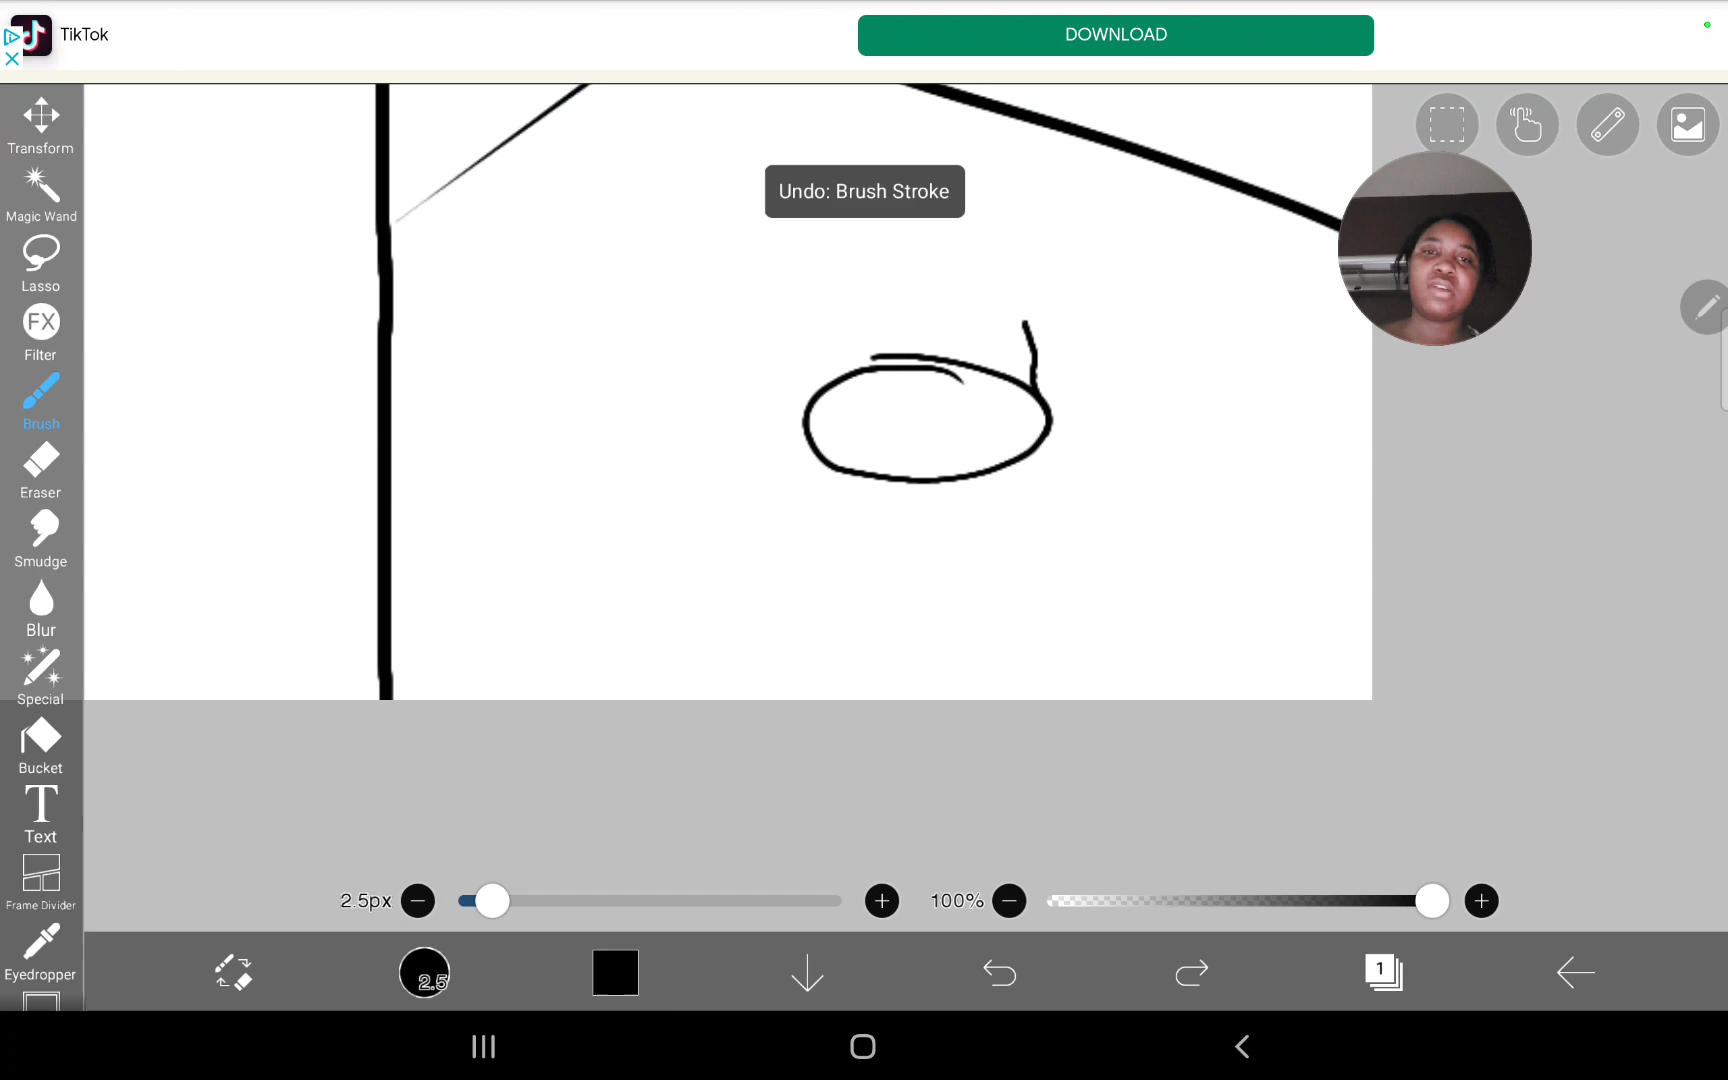 TikTok
DOWNLOAD
Transform
Magic Wand
Lasso
FX
Filter
Brush
Eraser
Smudge
Blur
Special
Bucket
T
Text
Frame Divider
Eyedropper
Undo: Brush Stroke
2.5px
100%
2.5
1